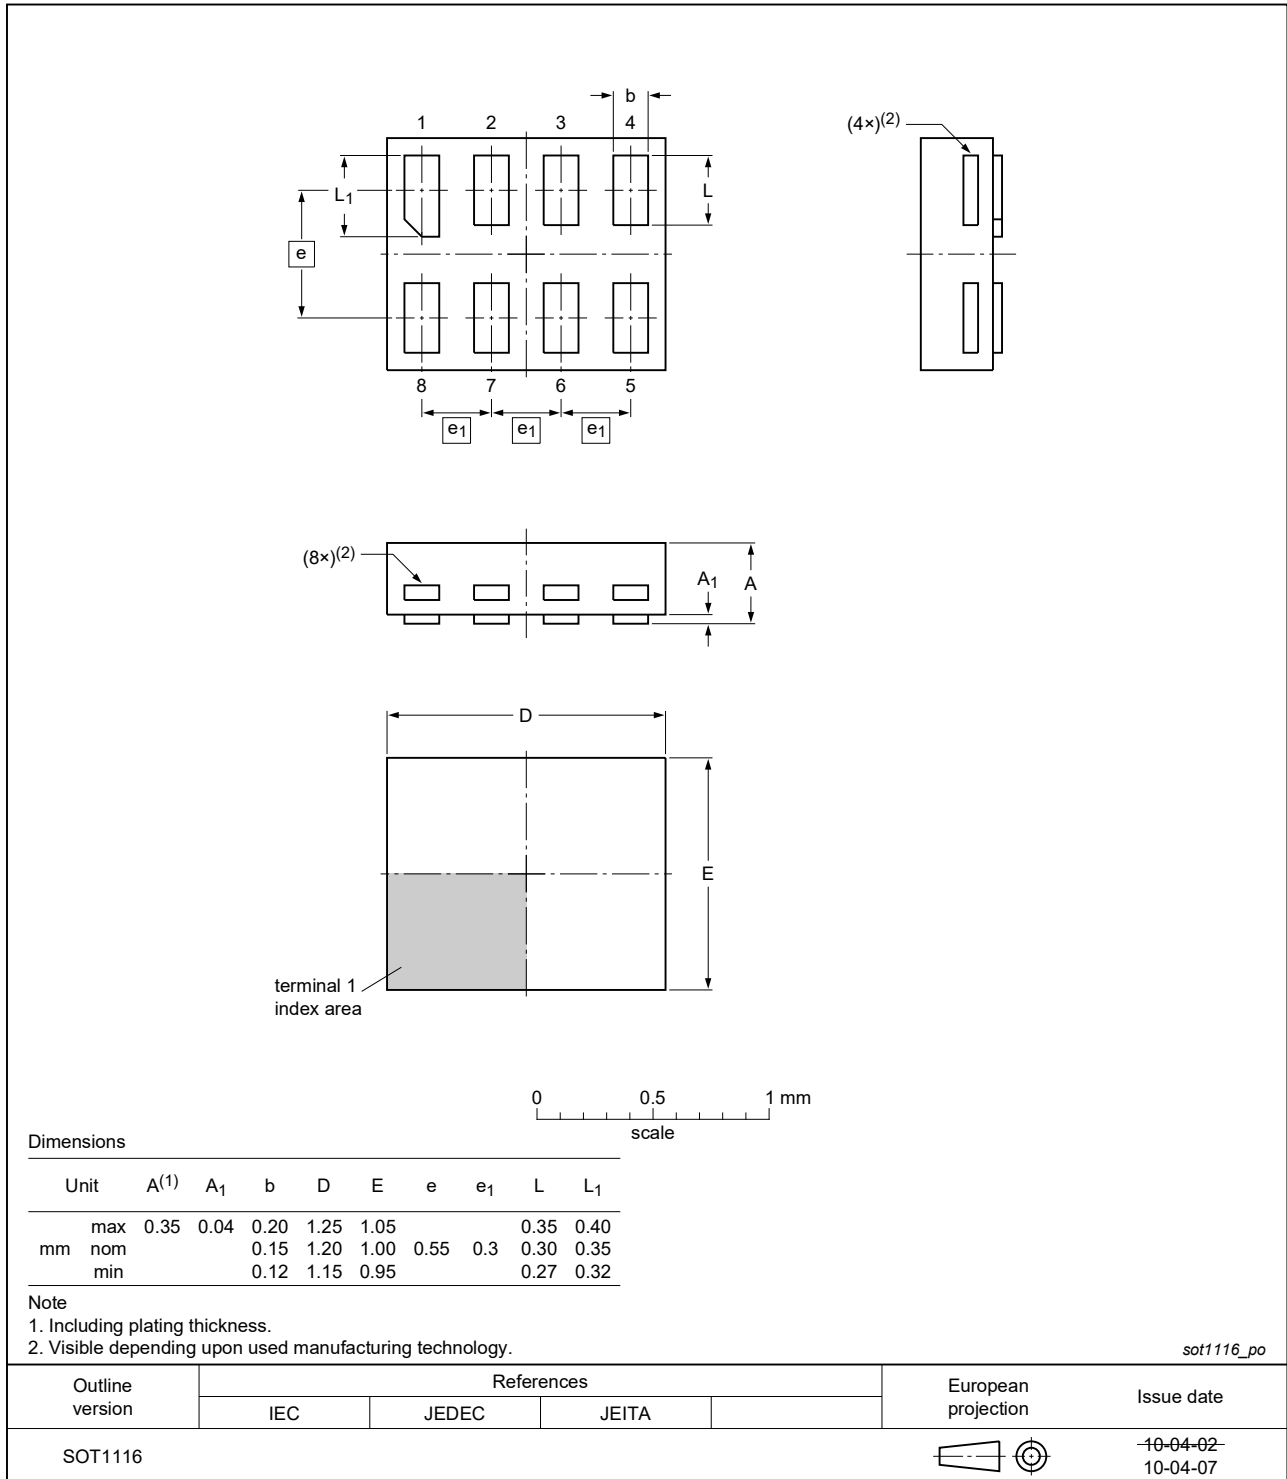 b
1 2 3 4
(4×)(2)
L1
L
e
8 7 6 5
e1 e1 e1
(8×)(2)
A1 A
D
E
terminal 1
index area
0 0.5 1 mm
scale
Dimensions
Unit A(1) A1 b D E e e1 L L1
max 0.35 0.04 0.20 1.25 1.05 0.35 0.40
mm nom 0.15 1.20 1.00 0.55 0.3 0.30 0.35
min 0.12 1.15 0.95 0.27 0.32
Note
1. Including plating thickness.
2. Visible depending upon used manufacturing technology.
sot1116_po
Outline
version
References
IEC JEDEC JEITA
European
projection
Issue date
SOT1116
10-04-02
10-04-07